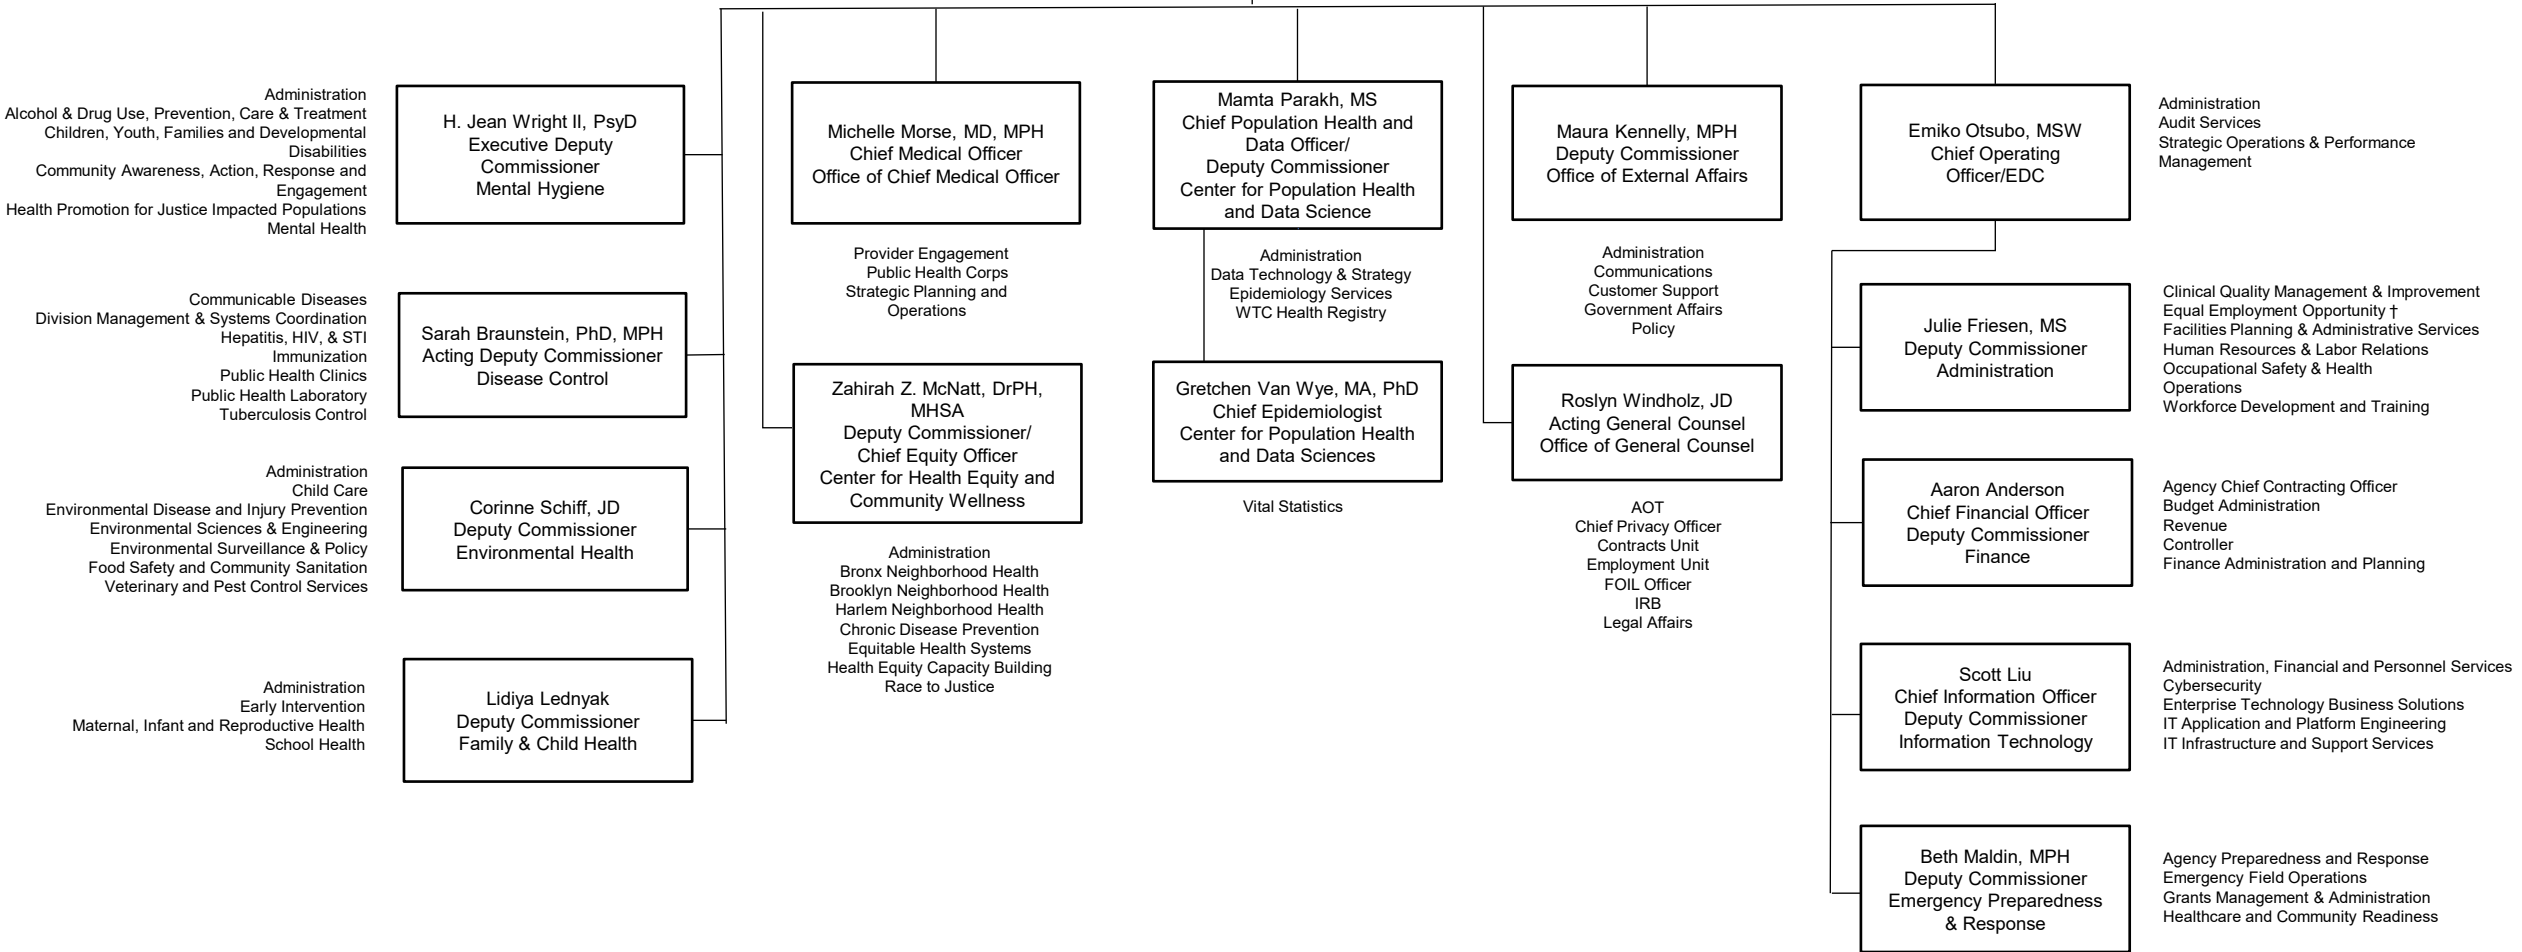 Administration
Alcohol & Drug Use, Prevention, Care & Treatment
Children, Youth, Families and Developmental
Disabilities
Community Awareness, Action, Response and
Engagement
Health Promotion for Justice Impacted Populations
Mental Health
H. Jean Wright II, PsyD
Executive Deputy
Commissioner
Mental Hygiene
Communicable Diseases
Division Management & Systems Coordination
Hepatitis, HIV, & STI
Immunization
Public Health Clinics
Public Health Laboratory
Tuberculosis Control
Sarah Braunstein, PhD, MPH
Acting Deputy Commissioner
Disease Control
Administration
Child Care
Environmental Disease and Injury Prevention
Environmental Sciences & Engineering
Environmental Surveillance & Policy
Food Safety and Community Sanitation
Veterinary and Pest Control Services
Corinne Schiff, JD
Deputy Commissioner
Environmental Health
Administration
Early Intervention
Maternal, Infant and Reproductive Health
School Health
Lidiya Lednyak
Deputy Commissioner
Family & Child Health
Michelle Morse, MD, MPH
Chief Medical Officer
Office of Chief Medical Officer
Provider Engagement
Public Health Corps
Strategic Planning and
Operations
Zahirah Z. McNatt, DrPH,
MHSA
Deputy Commissioner/
Chief Equity Officer
Center for Health Equity and
Community Wellness
Administration
Bronx Neighborhood Health
Brooklyn Neighborhood Health
Harlem Neighborhood Health
Chronic Disease Prevention
Equitable Health Systems
Health Equity Capacity Building
Race to Justice
Mamta Parakh, MS
Chief Population Health and
Data Officer/
Deputy Commissioner
Center for Population Health
and Data Science
Administration
Data Technology & Strategy
Epidemiology Services
WTC Health Registry
Gretchen Van Wye, MA, PhD
Chief Epidemiologist
Center for Population Health
and Data Sciences
Vital Statistics
Maura Kennelly, MPH
Deputy Commissioner
Office of External Affairs
Administration
Communications
Customer Support
Government Affairs
Policy
Roslyn Windholz, JD
Acting General Counsel
Office of General Counsel
AOT
Chief Privacy Officer
Contracts Unit
Employment Unit
FOIL Officer
IRB
Legal Affairs
Emiko Otsubo, MSW
Chief Operating
Officer/EDC
Administration
Audit Services
Strategic Operations & Performance
Management
Julie Friesen, MS
Deputy Commissioner
Administration
Clinical Quality Management & Improvement
Equal Employment Opportunity †
Facilities Planning & Administrative Services
Human Resources & Labor Relations
Occupational Safety & Health
Operations
Workforce Development and Training
Aaron Anderson
Chief Financial Officer
Deputy Commissioner
Finance
Agency Chief Contracting Officer
Budget Administration
Revenue
Controller
Finance Administration and Planning
Scott Liu
Chief Information Officer
Deputy Commissioner
Information Technology
Administration, Financial and Personnel Services
Cybersecurity
Enterprise Technology Business Solutions
IT Application and Platform Engineering
IT Infrastructure and Support Services
Beth Maldin, MPH
Deputy Commissioner
Emergency Preparedness
& Response
Agency Preparedness and Response
Emergency Field Operations
Grants Management & Administration
Healthcare and Community Readiness